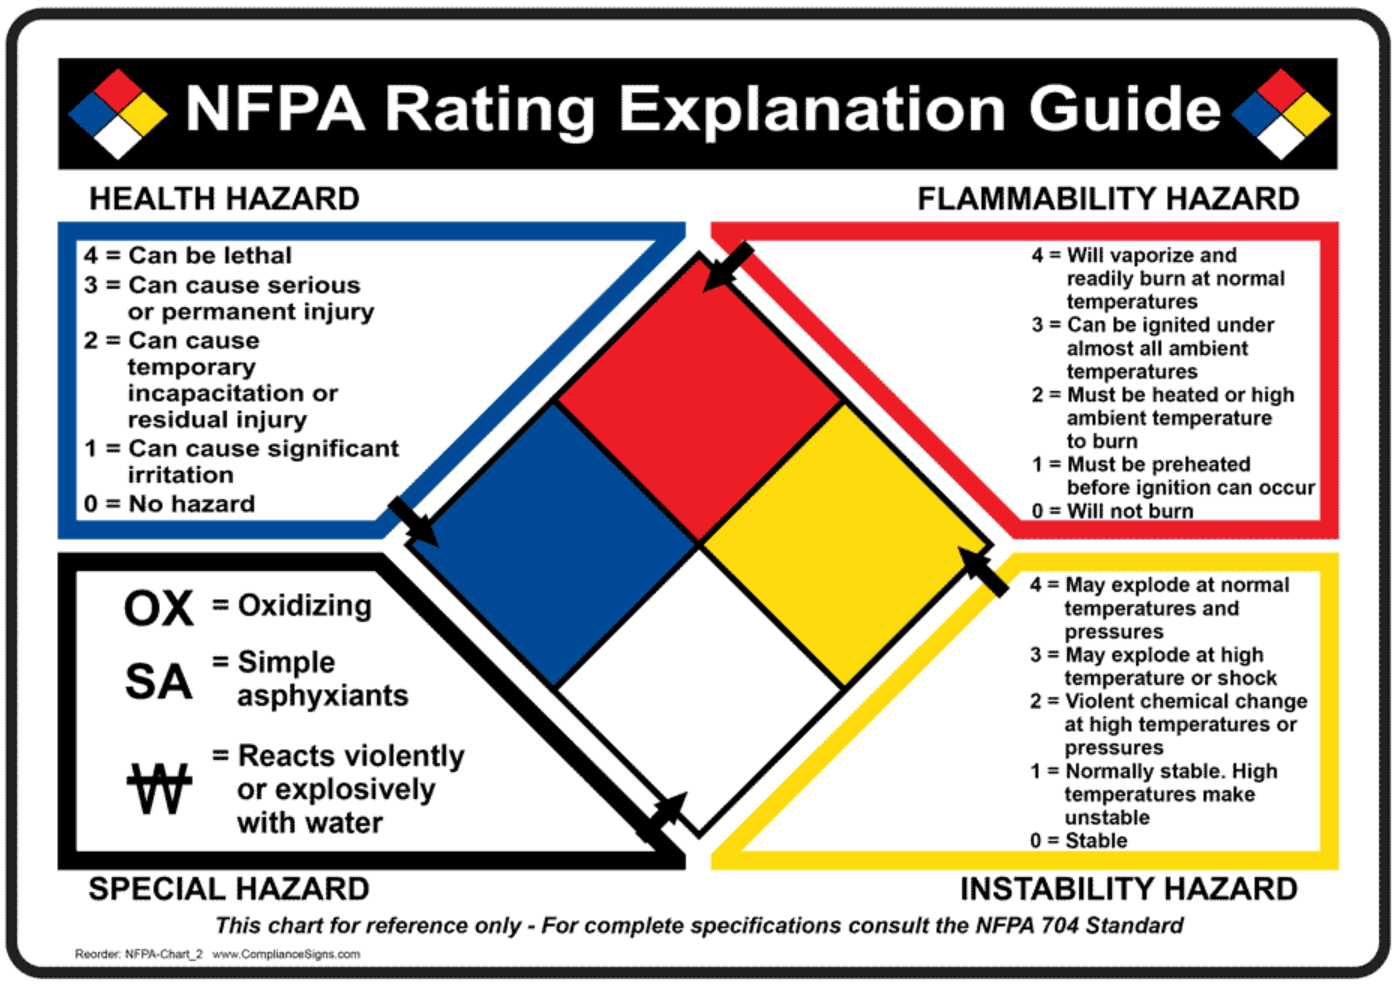 NFPA Rating Explanation Guide
HEALTH HAZARD
4 = Can be lethal
3 = Can cause serious
or permanent injury
2 = Can cause
temporary
incapacitation or
residual injury
1 = Can cause significant
irritation
0 = No hazard
FLAMMABILITY HAZARD
4 = Will vaporize and
readily burn at normal
temperatures
3 = Can be ignited under
almost all ambient
temperatures
2 = Must be heated or high
ambient temperature
to burn
1 = Must be preheated
before ignition can occur
0 = Will not burn
OX = Oxidizing
SA = Simple
asphyxiants
W = Reacts violently
or explosively
with water
SPECIAL HAZARD
4 = May explode at normal
temperatures and
pressures
3 = May explode at high
temperature or shock
2 = Violent chemical change
at high temperatures or
pressures
1 = Normally stable. High
temperatures make
unstable
0 = Stable
INSTABILITY HAZARD
This chart for reference only - For complete specifications consult the NFPA 704 Standard
Reorder: NFPA-Chart_2 www.ComplianceSigns.com